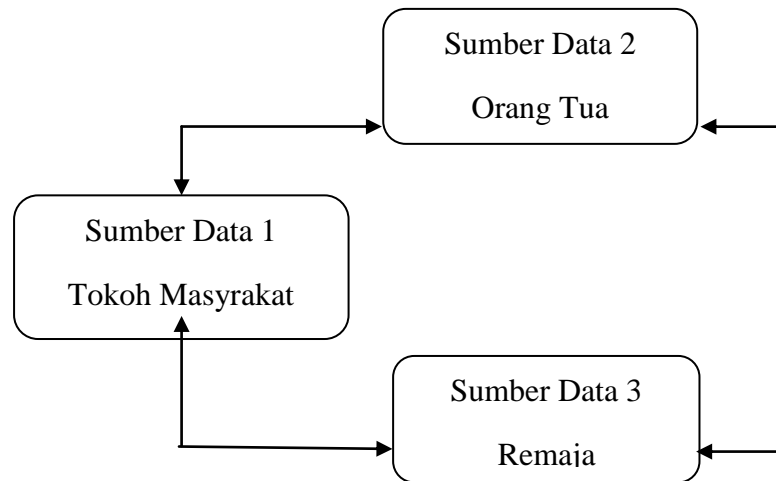 Sumber Data 2
Orang Tua
Sumber Data 1
Tokoh Masyrakat
Sumber Data 3
Remaja